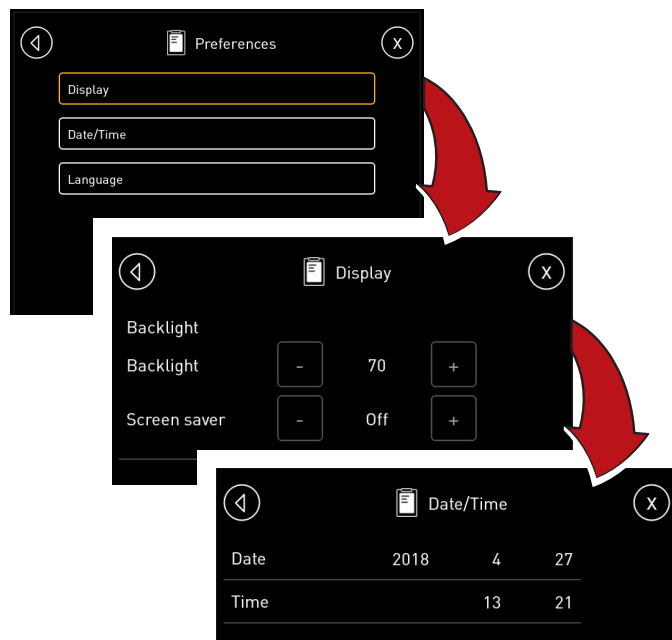 Preferences X
Display
Date/Time
Language
Display X
Backlight
Backlight - 70 +
Screen saver - Off +
Date/Time X
Date 2018 4 27
Time 13 21